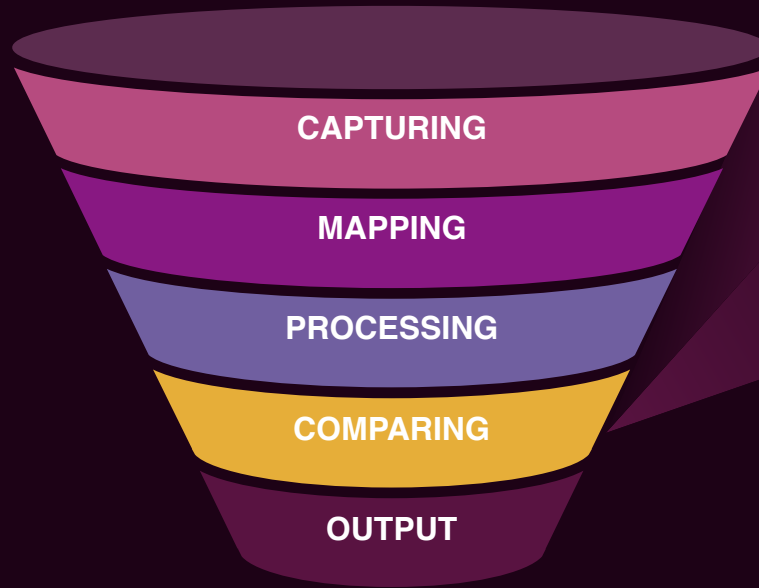 CAPTURING
MAPPING
PROCESSING
COMPARING
OUTPUT